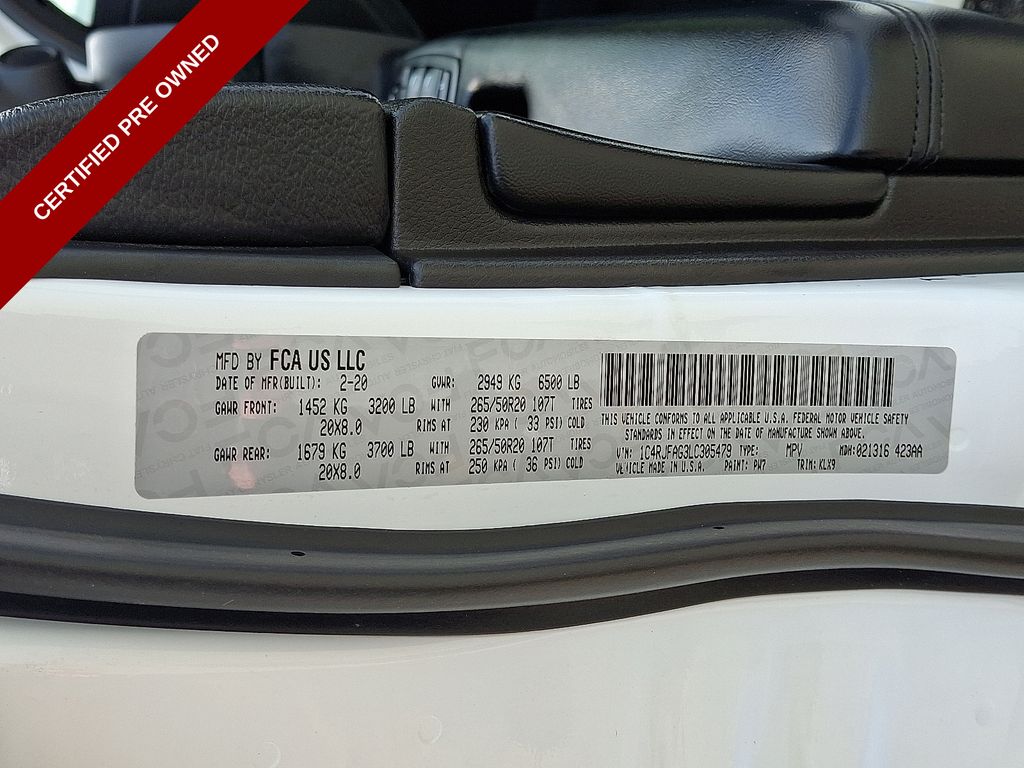 CERTIFIED PRE OWNED
MFD BY FCA US LLC
DATE OF MFR(BUILT): 2-20 GVWR: 2949 KG 6500 LB
GAWR FRONT: 1452 KG 3200 LB WITH 265/50R20 107T TIRES
20X8.0 RIMS AT 230 KPA ( 33 PSI) COLD
GAWR REAR: 1679 KG 3700 LB WITH 265/50R20 107T TIRES
20X8.0 RIMS AT 250 KPA ( 36 PSI) COLD
THIS VEHICLE CONFORMS TO ALL APPLICABLE U.S.A. FEDERAL MOTOR VEHICLE SAFETY
STANDARDS IN EFFECT ON THE DATE OF MANUFACTURE SHOWN ABOVE.
VIN: 1C4RJFAG3LC305479 TYPE: MPV MDH: 021316 423AA
VEHICLE MADE IN U.S.A. PAINT: PW7 TRIM: KLX9